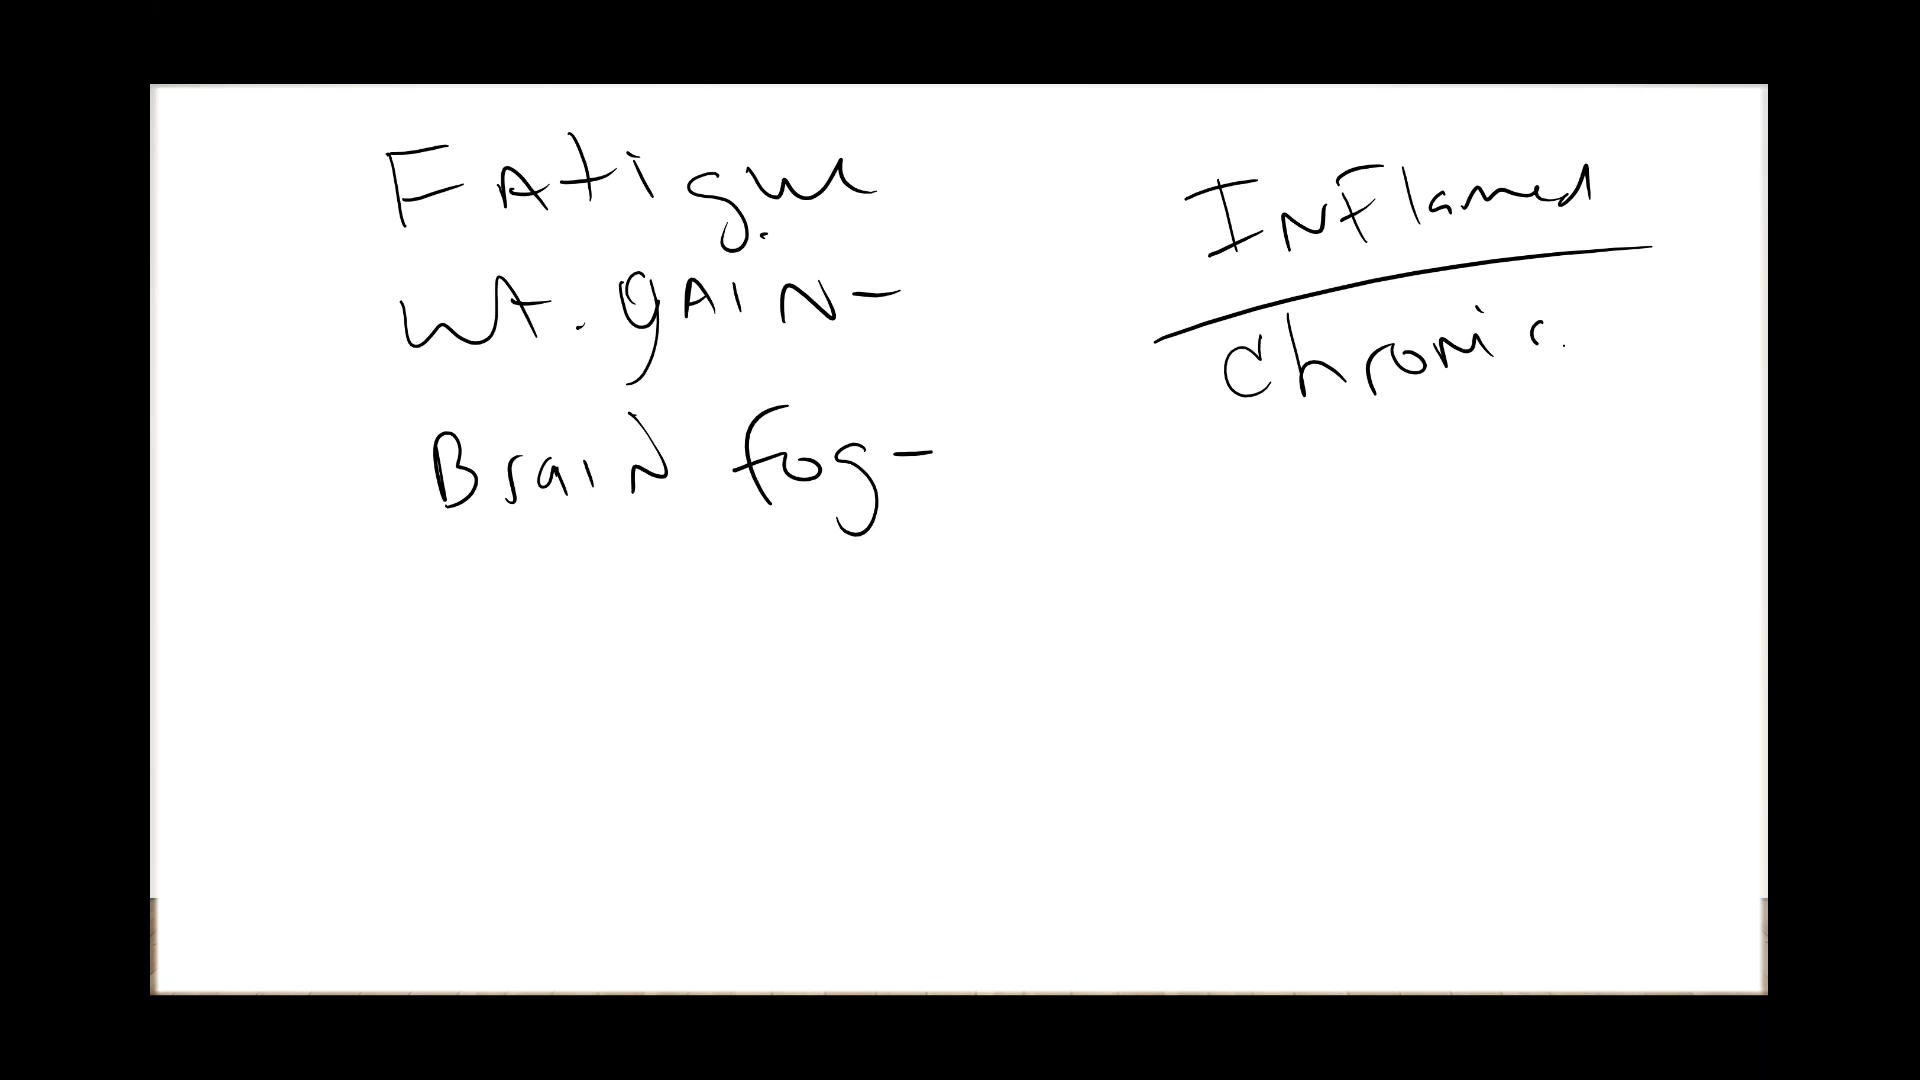 Fatigue
Wt. gAIN-
Brain fog-
Inflamed
Chronic.